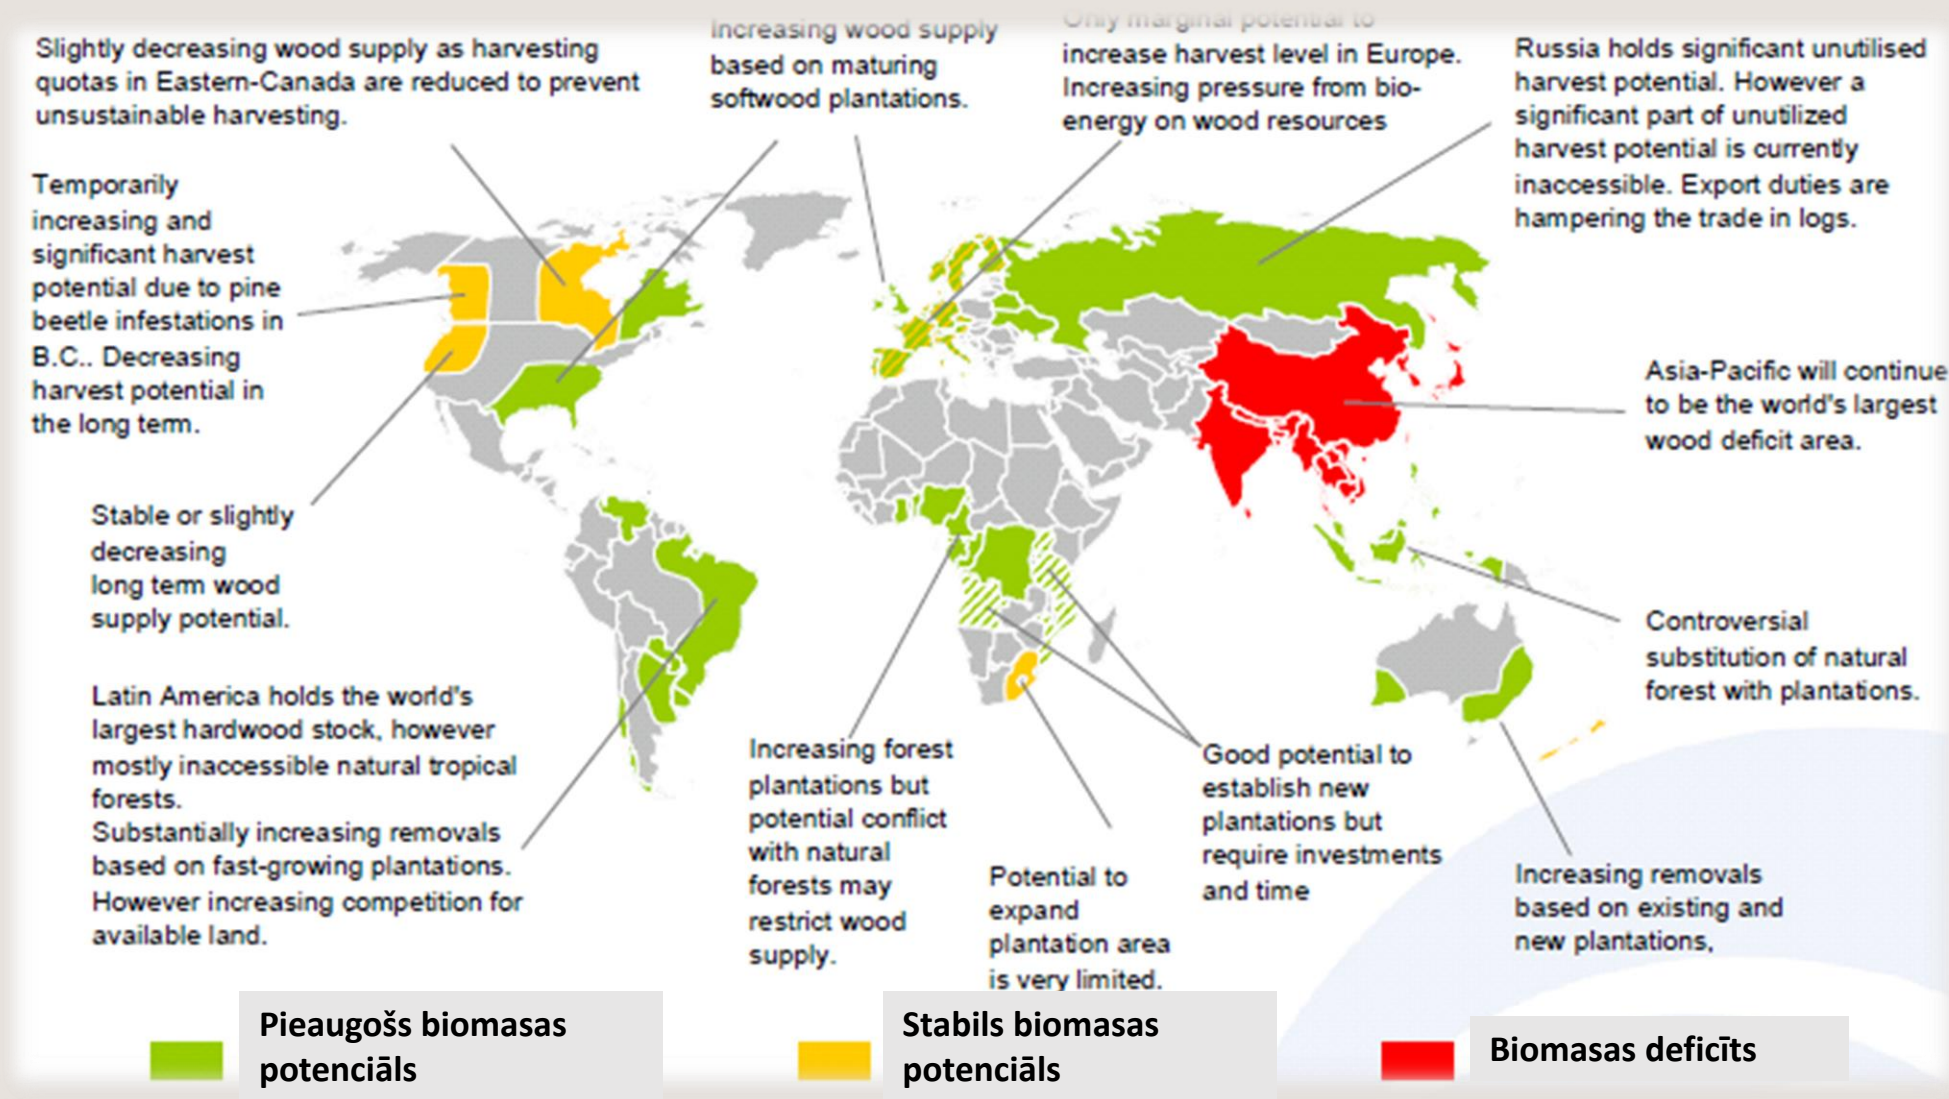 Slightly decreasing wood supply as harvesting
quotas in Eastern-Canada are reduced to prevent
unsustainable harvesting.
Increasing wood supply
based on maturing
softwood plantations.
Only marginal potential to
increase harvest level in Europe.
Increasing pressure from bio-
energy on wood resources
Russia holds significant unutilised
harvest potential. However a
significant part of unutilized
harvest potential is currently
inaccessible. Export duties are
hampering the trade in logs.
Temporarily
increasing and
significant harvest
potential due to pine
beetle infestations in
B.C.. Decreasing
harvest potential in
the long term.
Asia-Pacific will continue
to be the world's largest
wood deficit area.
Stable or slightly
decreasing
long term wood
supply potential.
Controversial
substitution of natural
forest with plantations.
Latin America holds the world's
largest hardwood stock, however
mostly inaccessible natural tropical
forests.
Substantially increasing removals
based on fast-growing plantations.
However increasing competition for
available land.
Increasing forest
plantations but
potential conflict
with natural
forests may
restrict wood
supply.
Potential to
expand
plantation area
is very limited.
Good potential to
establish new
plantations but
require investments
and time
Increasing removals
based on existing and
new plantations,
Pieaugošs biomasas
potenciāls
Stabils biomasas
potenciāls
Biomasas deficīts